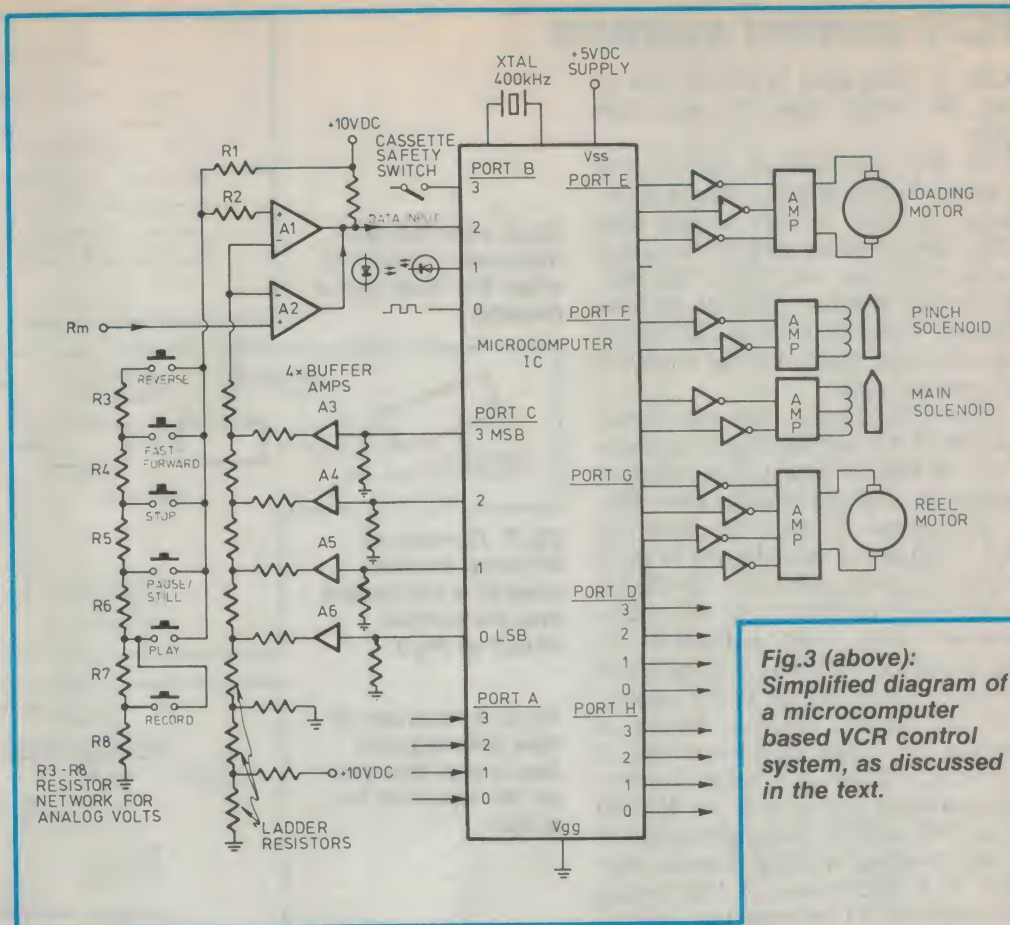 XTAL
400kHz
+5VDC
SUPPLY
+10VDC
CASSETTE
SAFETY
SWITCH
R1
R2
+
A1
-
DATA INPUT
-
A2
+
Rm
PORT B
3
2
1
0
Vss
MICROCOMPUTER
IC
4x BUFFER
AMPS
A3
A4
A5
A6
PORT C
3 MSB
2
1
0 LSB
PORT A
3
2
1
0
Vgg
REVERSE
R3
FAST
FORWARD
R4
STOP
R5
PAUSE/
STILL
R6
PLAY
R7
RECORD
R8
R3-R8
RESISTOR
NETWORK FOR
ANALOG VOLTS
+10VDC
LADDER
RESISTORS
PORT E
AMP
LOADING
MOTOR
PORT F
AMP
PINCH
SOLENOID
AMP
MAIN
SOLENOID
PORT G
AMP
REEL
MOTOR
PORT D
3
2
1
0
PORT H
3
2
1
0
Fig.3 (above):
Simplified diagram of
a microcomputer
based VCR control
system, as discussed
in the text.